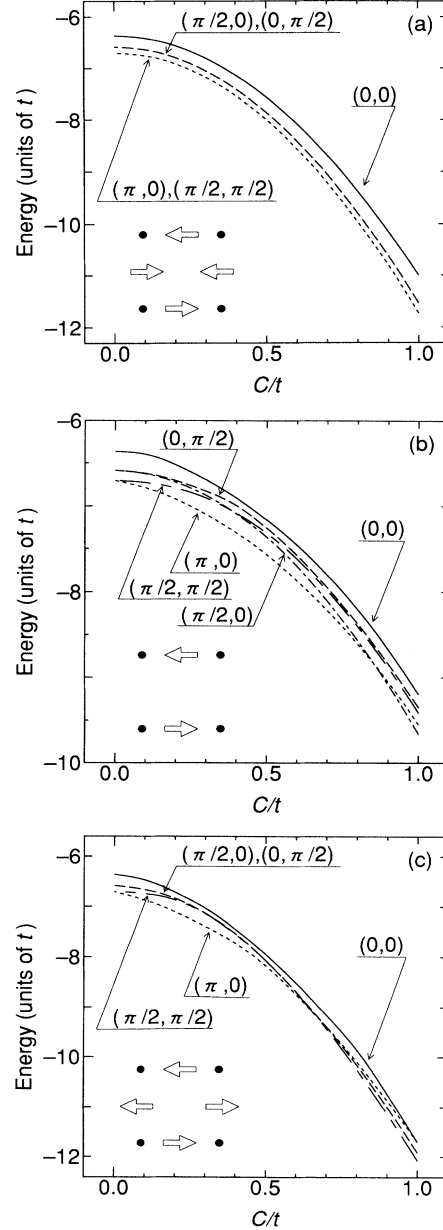 (π/2,0),(0,π/2)
(a)
−6
(0,0)
−8
Energy (units of t)
−10
(π,0),(π/2,π/2)
−12
0.0
0.5
1.0
C/t
−6
(b)
(0,π/2)
(0,0)
Energy (units of t)
(π,0)
−8
(π/2,π/2)
(π/2,0)
−10
0.0
0.5
1.0
C/t
(π/2,0),(0,π/2)
(c)
−6
(0,0)
−8
Energy (units of t)
(π,0)
(π/2,π/2)
−10
−12
0.0
0.5
1.0
C/t